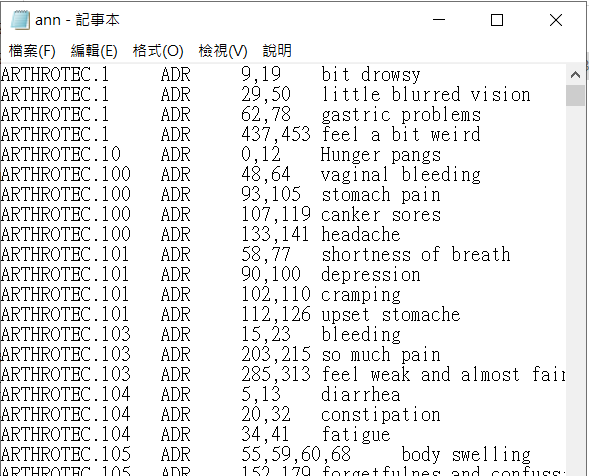 ann - 記事本
檔案(F) 編輯(E) 格式(O) 檢視(V) 說明
ARTHROTEC.1 ADR 9,19 bit drowsy
ARTHROTEC.1 ADR 29,50 little blurred vision
ARTHROTEC.1 ADR 62,78 gastric problems
ARTHROTEC.1 ADR 437,453 feel a bit weird
ARTHROTEC.10 ADR 0,12 Hunger pangs
ARTHROTEC.100 ADR 48,64 vaginal bleeding
ARTHROTEC.100 ADR 93,105 stomach pain
ARTHROTEC.100 ADR 107,119 canker sores
ARTHROTEC.100 ADR 133,141 headache
ARTHROTEC.101 ADR 58,77 shortness of breath
ARTHROTEC.101 ADR 90,100 depression
ARTHROTEC.101 ADR 102,110 cramping
ARTHROTEC.101 ADR 112,126 upset stomache
ARTHROTEC.103 ADR 15,23 bleeding
ARTHROTEC.103 ADR 203,215 so much pain
ARTHROTEC.103 ADR 285,313 feel weak and almost
ARTHROTEC.104 ADR 5,13 diarrhea
ARTHROTEC.104 ADR 20,32 constipation
ARTHROTEC.104 ADR 34,41 fatigue
ARTHROTEC.105 ADR 55,59,60,68 body swelling
ARTHROTEC.105 ADR 152,179 forgetfulnes and